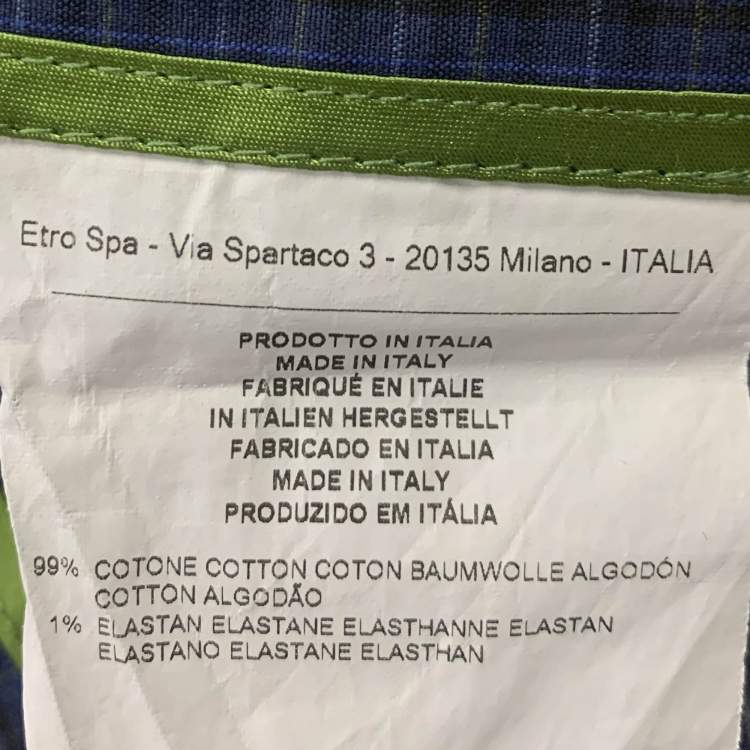 Etro Spa - Via Spartaco 3 - 20135 Milano - ITALIA
PRODOTTO IN ITALIA
MADE IN ITALY
FABRIQUÉ EN ITALIE
IN ITALIEN HERGESTELLT
FABRICADO EN ITALIA
MADE IN ITALY
PRODUZIDO EM ITÁLIA
99% COTONE COTTON COTON BAUMWOLLE ALGODÓN
COTTON ALGODÃO
1% ELASTAN ELASTANE ELASTHANNE ELASTAN
ELASTANO ELASTANE ELASTHAN